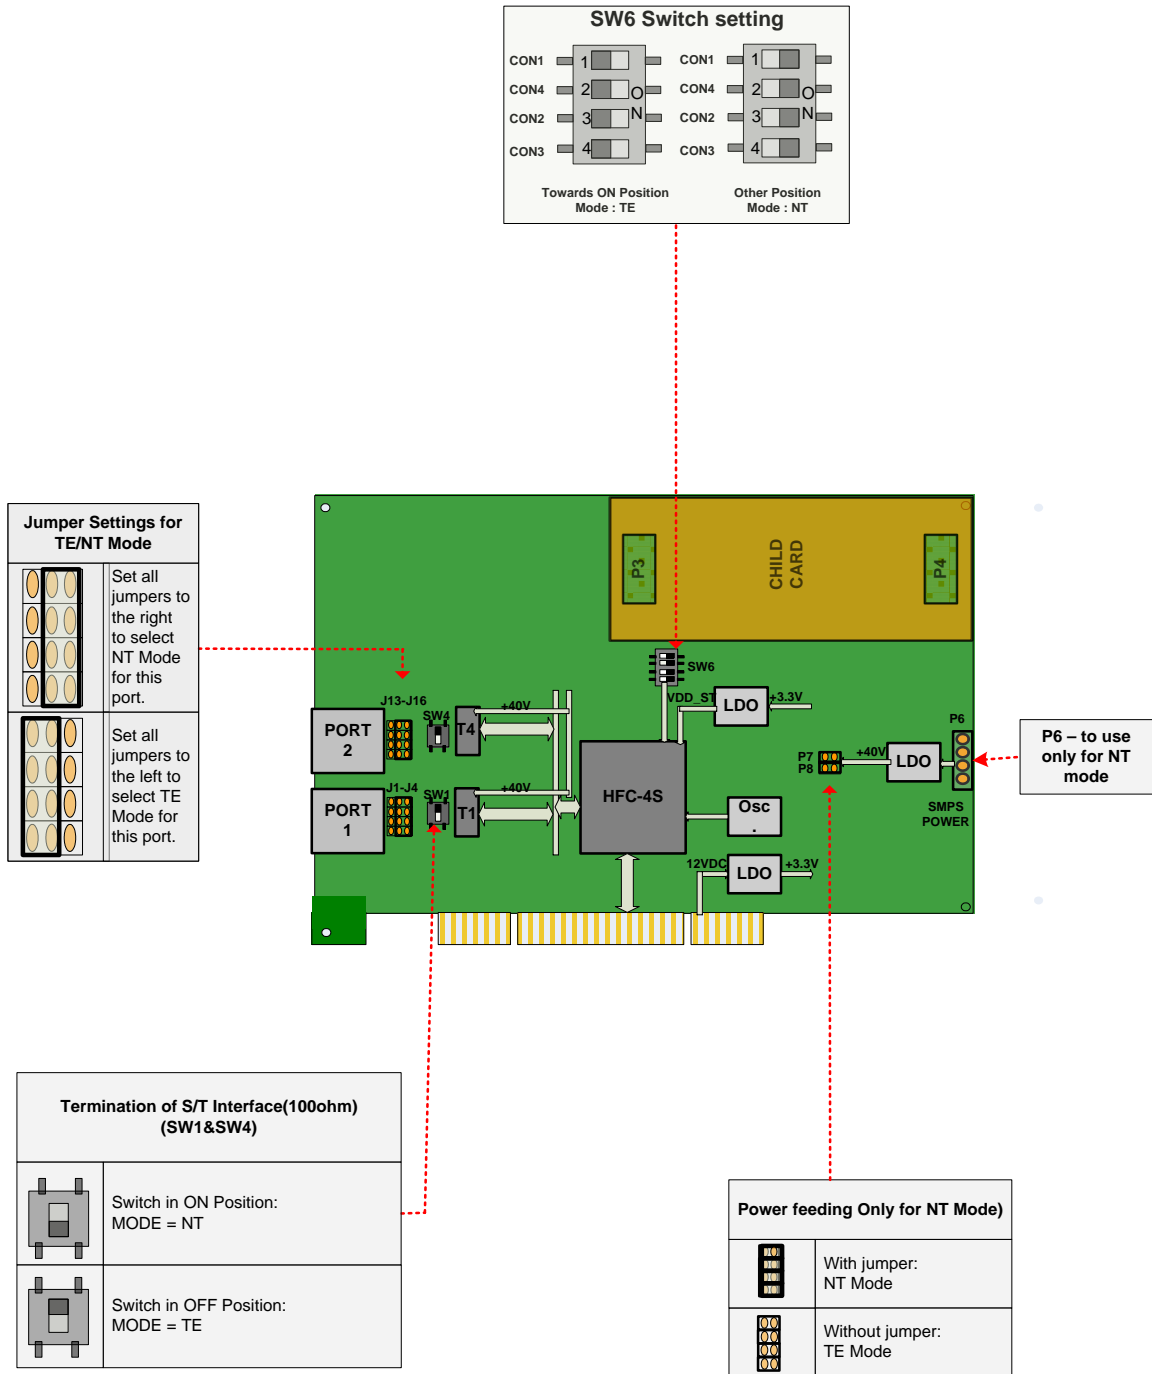 SW6 Switch setting
CON1 1
CON4 2
CON2 3
CON3 4
ON
CON1 1
CON4 2
CON2 3
CON3 4
ON
Towards ON Position
Mode : TE
Other Position
Mode : NT
Jumper Settings for
TE/NT Mode
Set all
jumpers to
the right
to select
NT Mode
for this
port.
Set all
jumpers to
the left to
select TE
Mode for
this port.
P3
CHILD
CARD
P4
SW6
VDD_ST
LDO
+3.3V
J13-J16
SW4
+40V
PORT
2
T4
J1-J4
SW1
+40V
PORT
1
T1
HFC-4S
Osc
.
12VDC
LDO
+3.3V
P7
P8
+40V
LDO
P6
SMPS
POWER
P6 – to use
only for NT
mode
Termination of S/T Interface(100ohm)
(SW1&SW4)
Switch in ON Position:
MODE = NT
Switch in OFF Position:
MODE = TE
Power feeding Only for NT Mode)
With jumper:
NT Mode
Without jumper:
TE Mode